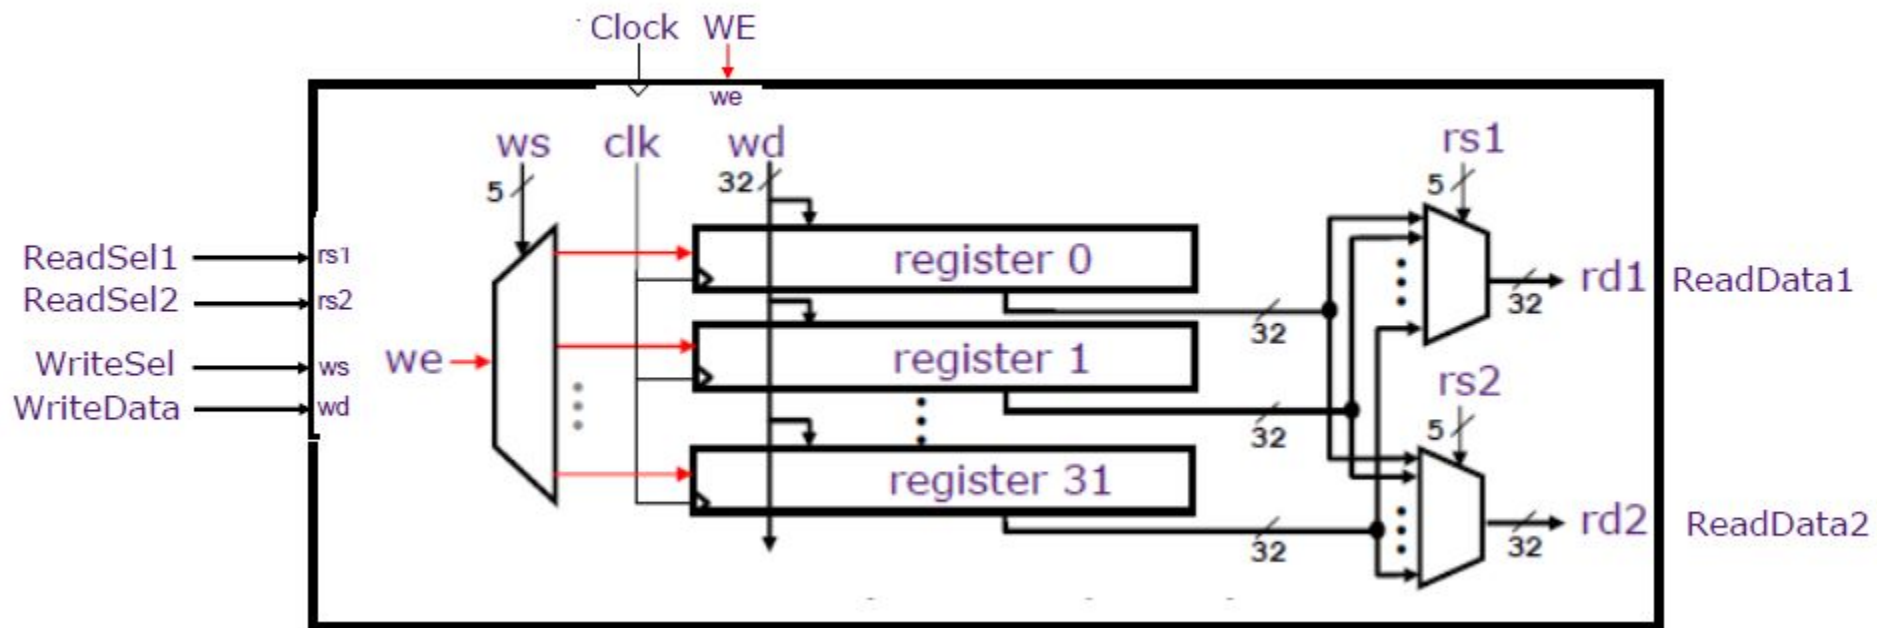 Clock WE
we
ws clk wd rs1
5 32 5
ReadSel1 rs1 register 0 rd1 ReadData1
ReadSel2 rs2 32 32
WriteSel ws we register 1 rs2
WriteData wd 32 5
register 31 rd2 ReadData2
32 32